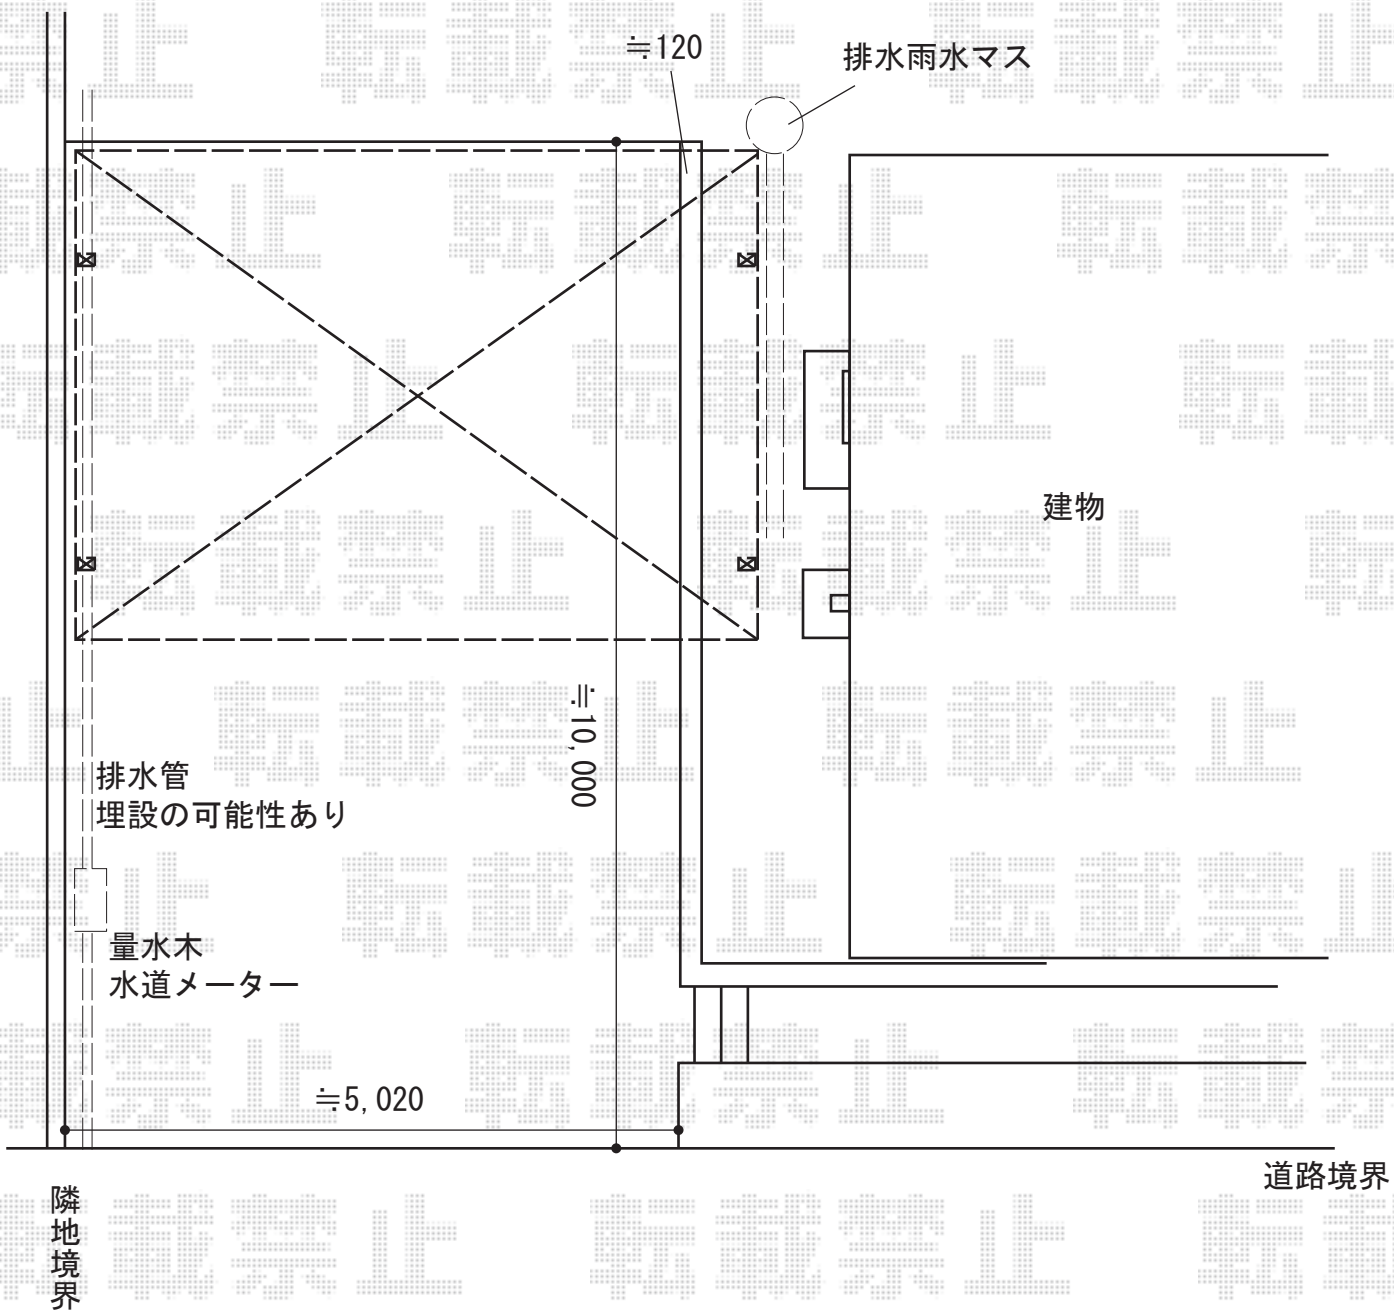 ≒120
排水雨水マス
建物
≒10,000
排水管
埋設の可能性あり
量水木
水道メーター
≒5,020
道路境界
隣地境界
転載禁止